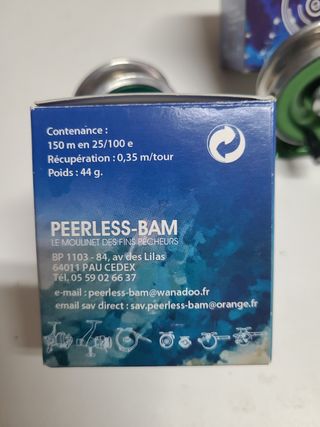 Contenance :
150 m en 25/100 e
Récupération : 0,35 m/tour
Poids : 44 g.
PEERLESS-BAM
LE MOULINET DES FINS PÊCHEURS
BP 1103 - 84, av des Lilas
64011 PAU CEDEX
Tél. 05 59 02 66 37
e-mail : peerless-bam@wanadoo.fr
email sav direct : sav.peerless-bam@orange.fr